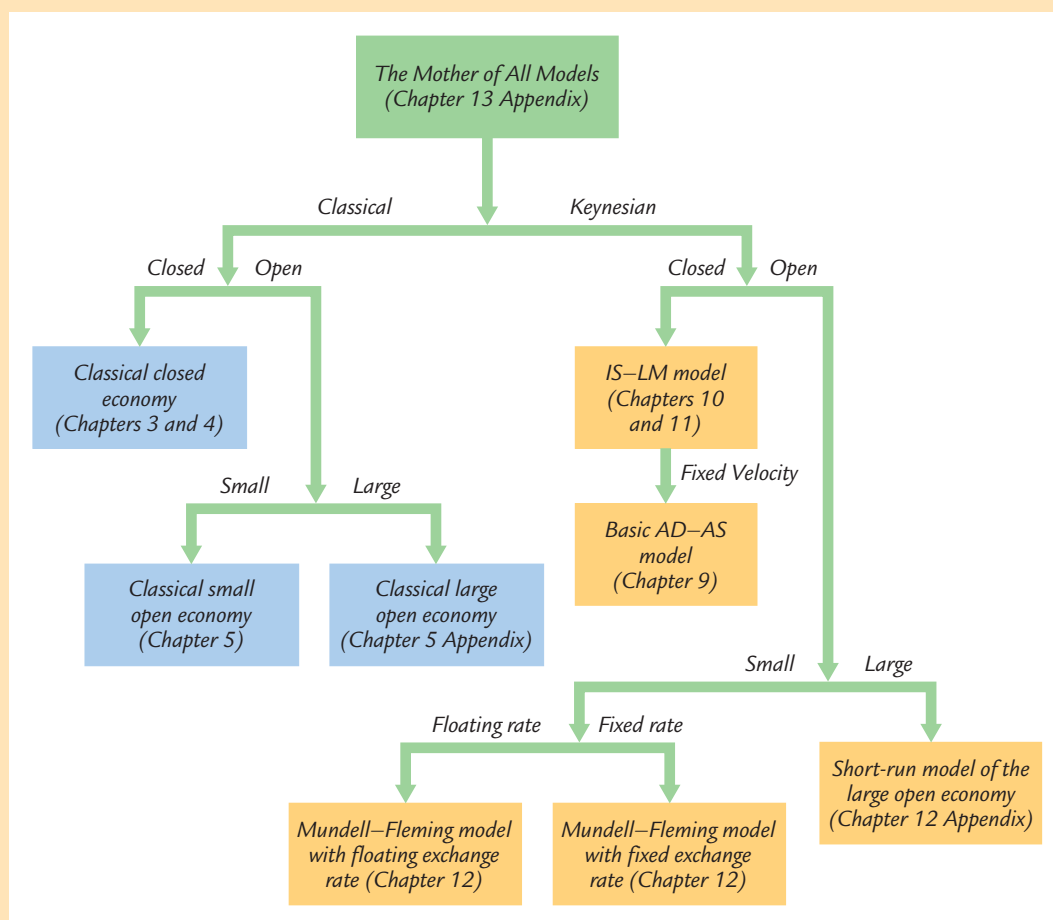 The Mother of All Models
(Chapter 13 Appendix)
Classical
Keynesian
Closed
Open
Closed
Open
Classical closed
economy
(Chapters 3 and 4)
IS–LM model
(Chapters 10
and 11)
Fixed Velocity
Small
Large
Basic AD–AS
model
(Chapter 9)
Classical small
open economy
(Chapter 5)
Classical large
open economy
(Chapter 5 Appendix)
Small
Large
Floating rate
Fixed rate
Short-run model of the
large open economy
(Chapter 12 Appendix)
Mundell–Fleming model
with floating exchange
rate (Chapter 12)
Mundell–Fleming model
with fixed exchange
rate (Chapter 12)